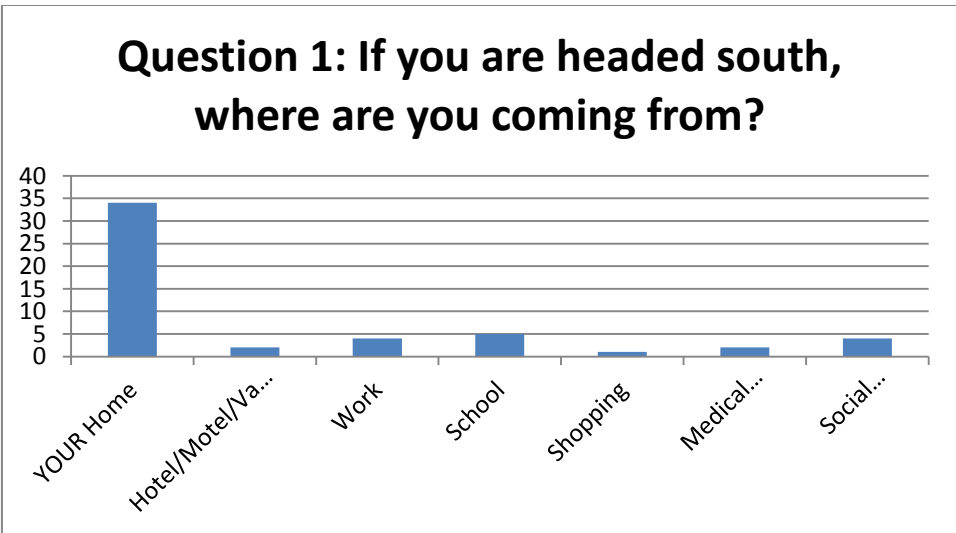 Question 1: If you are headed south,
where are you coming from?
40
35
30
25
20
15
10
5
0
YOUR Home
Hotel/Motel/Va...
Work
School
Shopping
Medical...
Social...